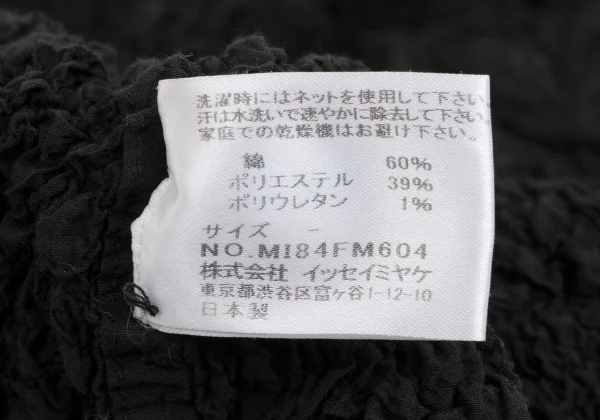 洗濯時にはネットを使用して下さい。
汗は水洗いで速やかに除去して下さい。
家庭での乾燥機はお避け下さい。
綿 60%
ポリエステル 39%
ポリウレタン 1%
サイズ -
NO.MI84FM604
株式会社 イッセイミヤケ
東京都渋谷区富ヶ谷1-12-10
日本製